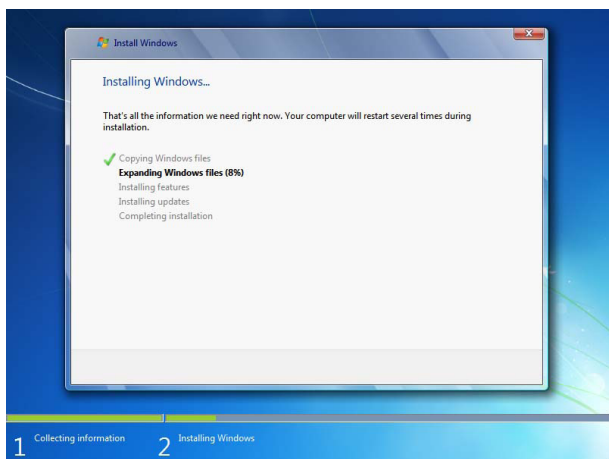 Install Windows
Installing Windows...
That's all the information we need right now. Your computer will restart several times during
installation.
Copying Windows files
Expanding Windows files (8%)
Installing features
Installing updates
Completing installation
1 Collecting information 2 Installing Windows